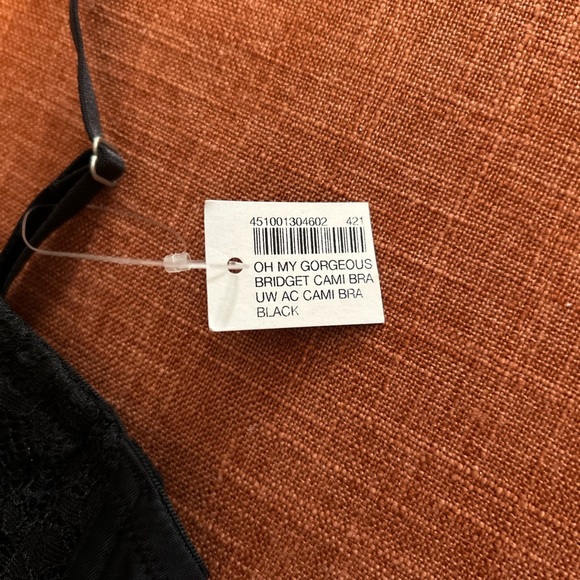 451001304602 421
OH MY GORGEOUS
BRIDGET CAMI BRA
UW AC CAMI BRA
BLACK